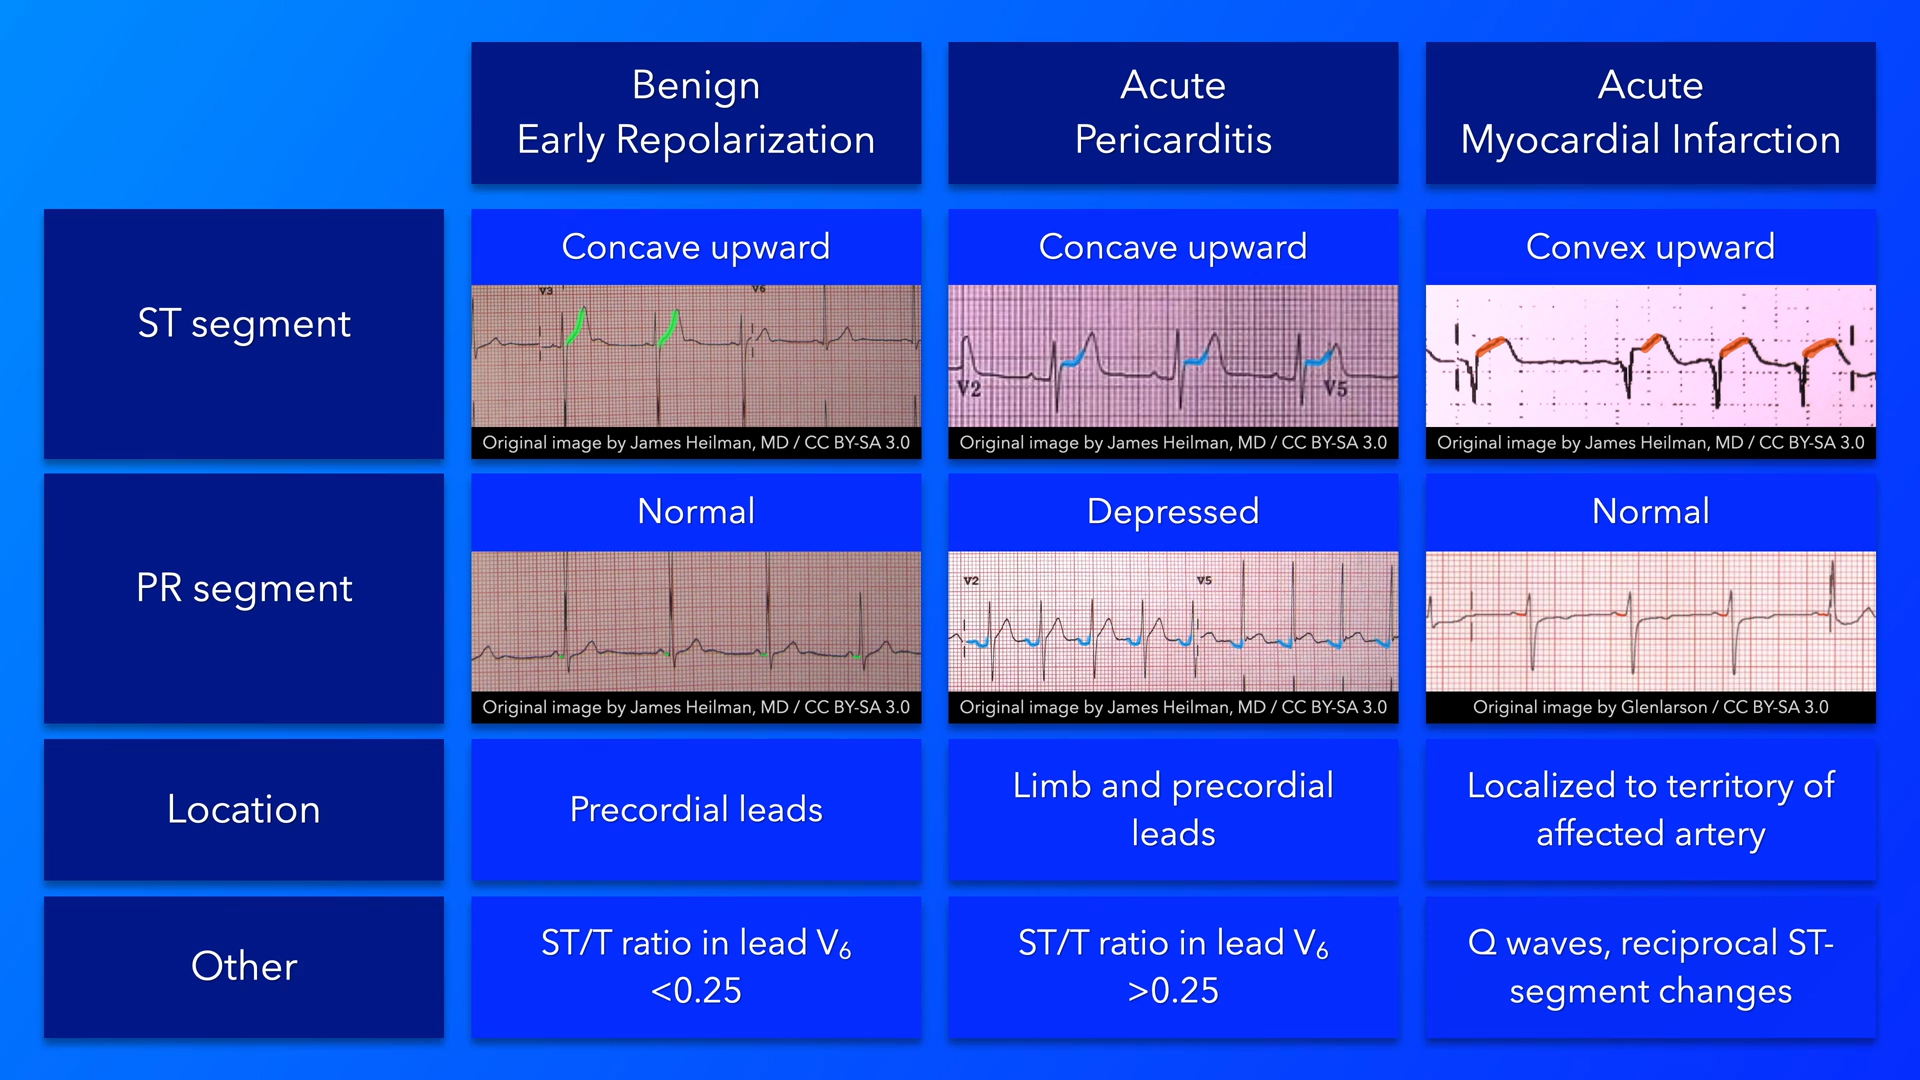 Benign
Early Repolarization
Acute
Pericarditis
Acute
Myocardial Infarction
ST segment
Concave upward
V3
V6
Original image by James Heilman, MD / CC BY-SA 3.0
Concave upward
V2
V5
Original image by James Heilman, MD / CC BY-SA 3.0
Convex upward
Original image by James Heilman, MD / CC BY-SA 3.0
PR segment
Normal
Original image by James Heilman, MD / CC BY-SA 3.0
Depressed
V2
V5
Original image by James Heilman, MD / CC BY-SA 3.0
Normal
Original image by Glenlarson / CC BY-SA 3.0
Location
Precordial leads
Limb and precordial
leads
Localized to territory of
affected artery
Other
ST/T ratio in lead V₆
<0.25
ST/T ratio in lead V₆
>0.25
Q waves, reciprocal ST-
segment changes